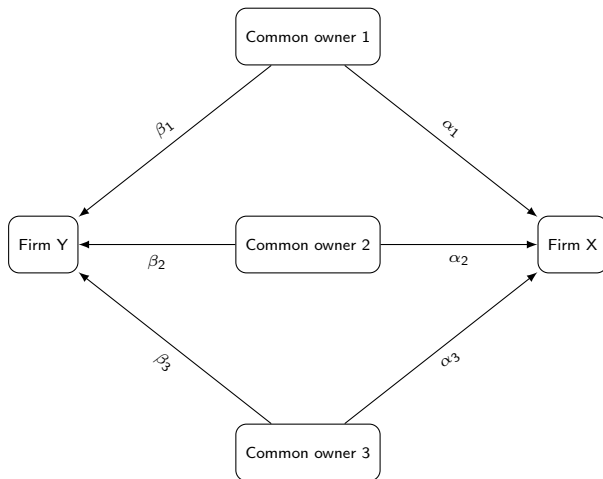 Common owner 1
β₁
α₁
Firm Y
Common owner 2
Firm X
β₂
α₂
β₃
α₃
Common owner 3